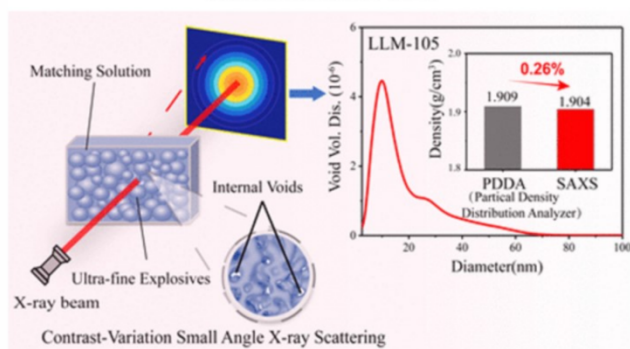 Matching Solution
Internal Voids
Ultra-fine Explosives
X-ray beam
Contrast-Variation Small Angle X-ray Scattering
LLM-105
Void Vol. Dis. (10⁻⁶)
6
4
2
0
20
40
60
80
100
Diameter(nm)
Density(g/cm³)
2.0
1.9
1.8
0.26%
1.909
1.904
PDDA
SAXS
(Partical Density
Distribution Analyzer)